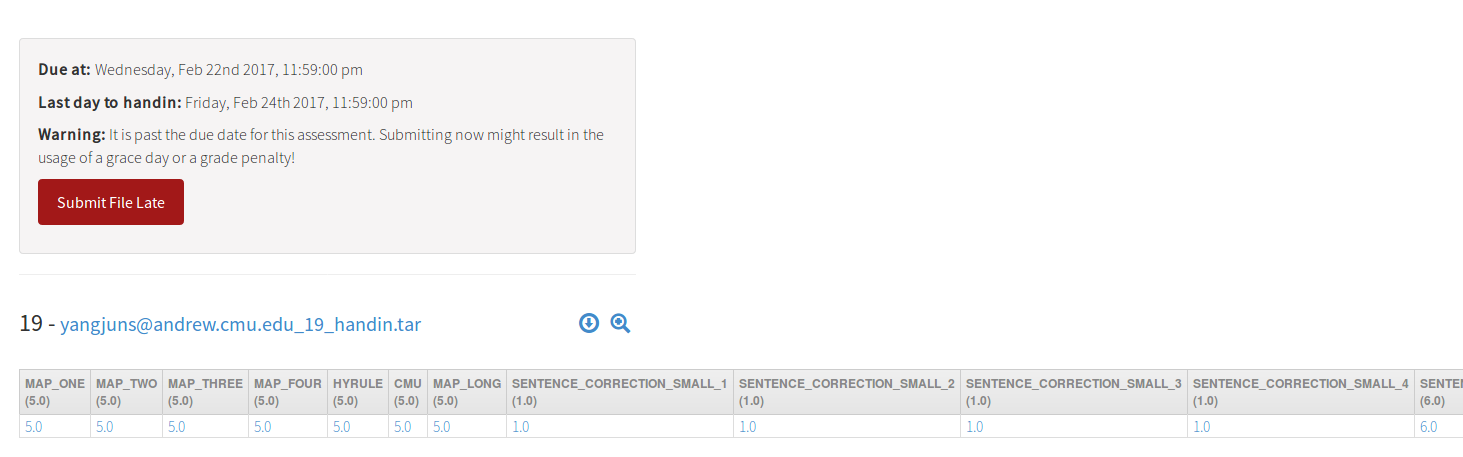 Due at: Wednesday, Feb 22nd 2017, 11:59:00 pm
Last day to handin: Friday, Feb 24th 2017, 11:59:00 pm
Warning: It is past the due date for this assessment. Submitting now might result in the
usage of a grace day or a grade penalty!
Submit File Late
19 - yangjuns@andrew.cmu.edu_19_handin.tar
MAP_ONE MAP_TWO MAP_THREE MAP_FOUR HYRULE CMU MAP_LONG SENTENCE_CORRECTION_SMALL_1 SENTENCE_CORRECTION_SMALL_2 SENTENCE_CORRECTION_SMALL_3 SENTENCE_CORRECTION_SMALL_4 SENTEN
(5.0) (5.0) (5.0) (5.0) (5.0) (5.0) (5.0) (1.0) (1.0) (1.0) (1.0) (6.0)
5.0 5.0 5.0 5.0 5.0 5.0 5.0 1.0 1.0 1.0 1.0 6.0